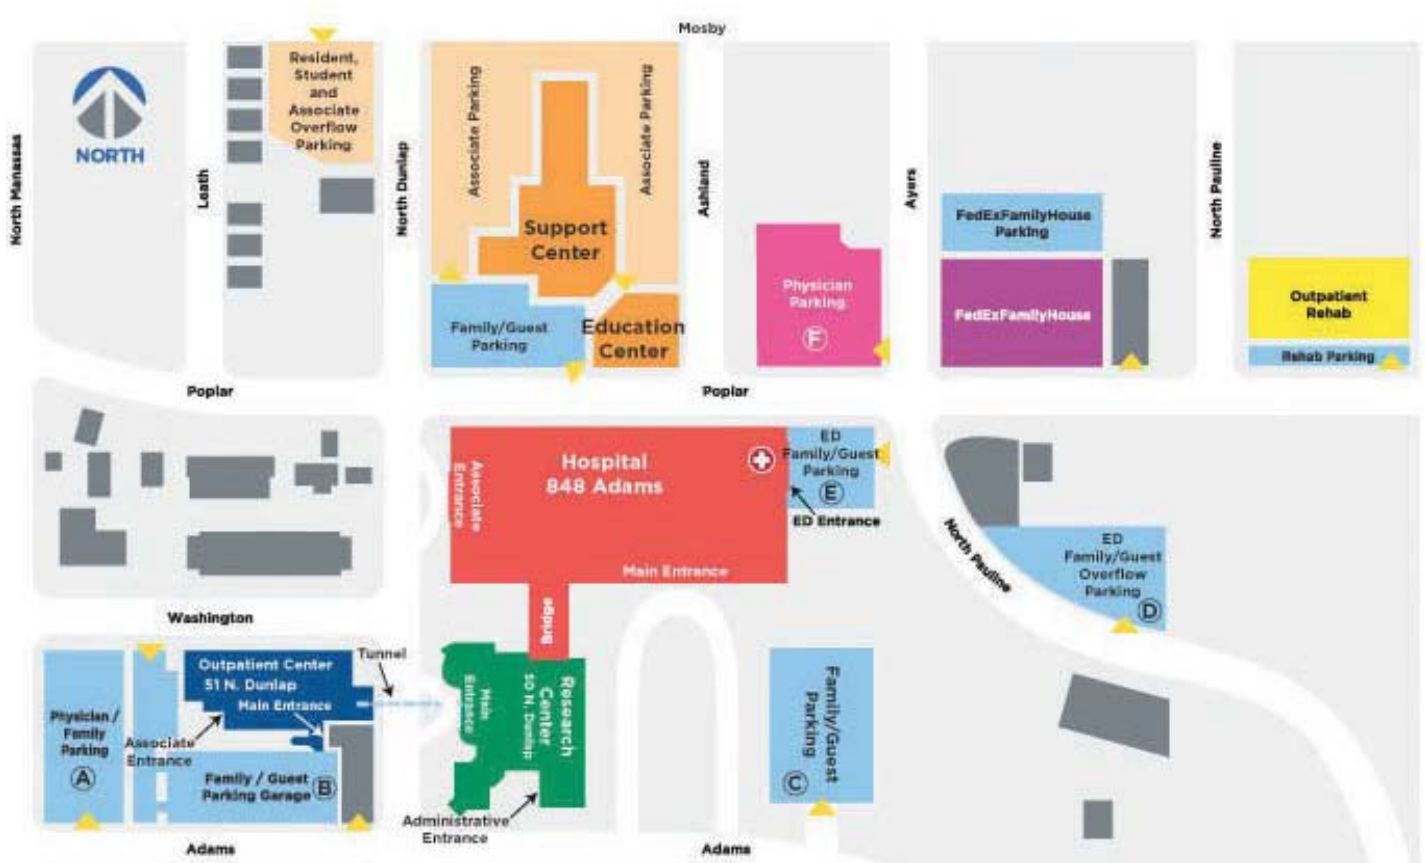 Mosby
NORTH
Resident,
Student
and
Associate
Overflow
Parking
North Manassas
Leath
North Dunlap
Associate Parking
Associate Parking
Ashland
Ayers
North Pauline
Support
Center
Family/Guest
Parking
Education
Center
Physician
Parking
F
FedExFamilyHouse
Parking
FedExFamilyHouse
Outpatient
Rehab
Rehab Parking
Poplar
Poplar
Associate
Entrance
Hospital
848 Adams
Main Entrance
ED
Family/Guest
Parking
E
ED Entrance
North Pauline
ED
Family/Guest
Overflow
Parking
D
Washington
Bridge
Tunnel
Outpatient Center
51 N. Dunlap
Main Entrance
Associate
Entrance
Physician /
Family
Parking
A
Family / Guest
Parking Garage
B
Main
Entrance
Research
Center
50 N. Dunlap
Administrative
Entrance
Family/Guest
Parking
C
Adams
Adams